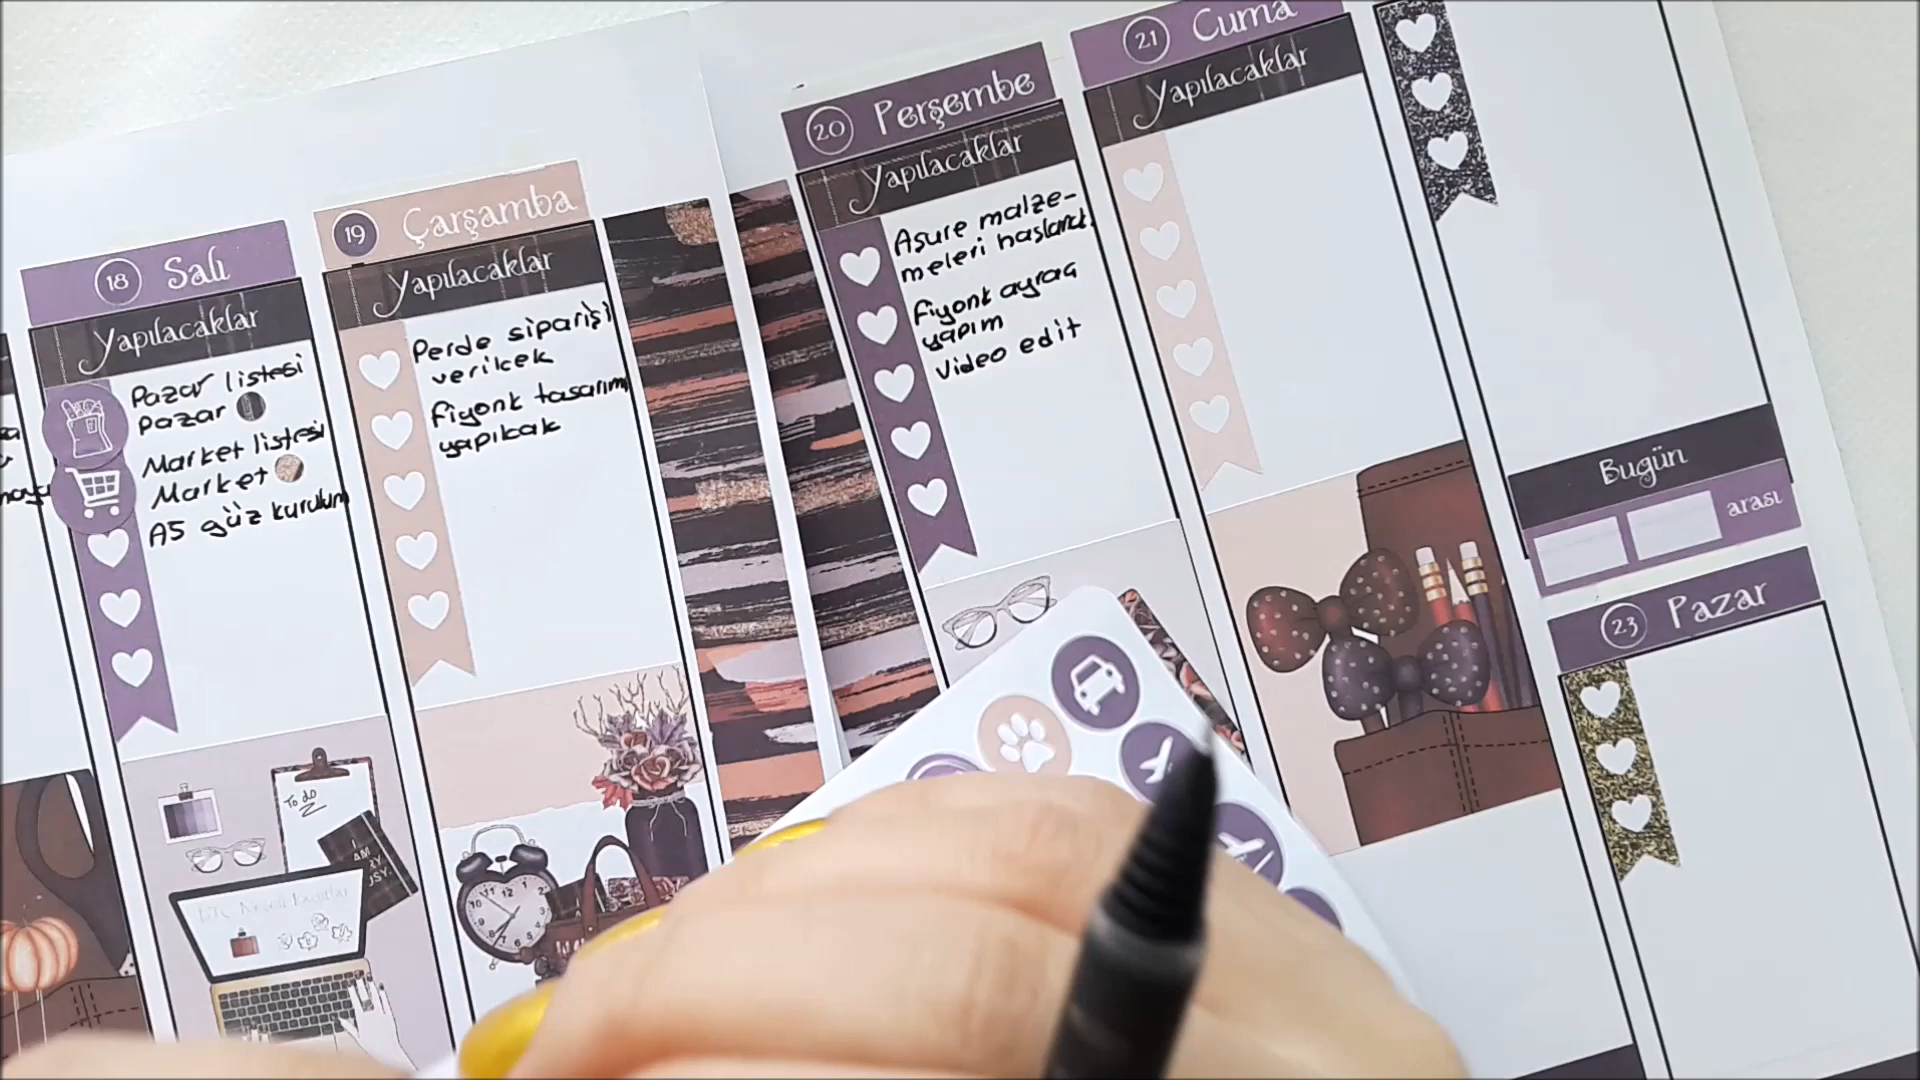 18 Salı
Yapılacaklar
Pazar listesi
Pazar
Market listesi
Market
A5 güz kurulum
To do
19 Çarşamba
Yapılacaklar
Perde siparişi
verilcek
Fiyonk tasarım
yapılcak
20 Perşembe
Yapılacaklar
Aşure malze-
meleri haşlancak
Fiyonk ayraç
yapım
Video edit
21 Cuma
Yapılacaklar
Bugün
arası
23 Pazar